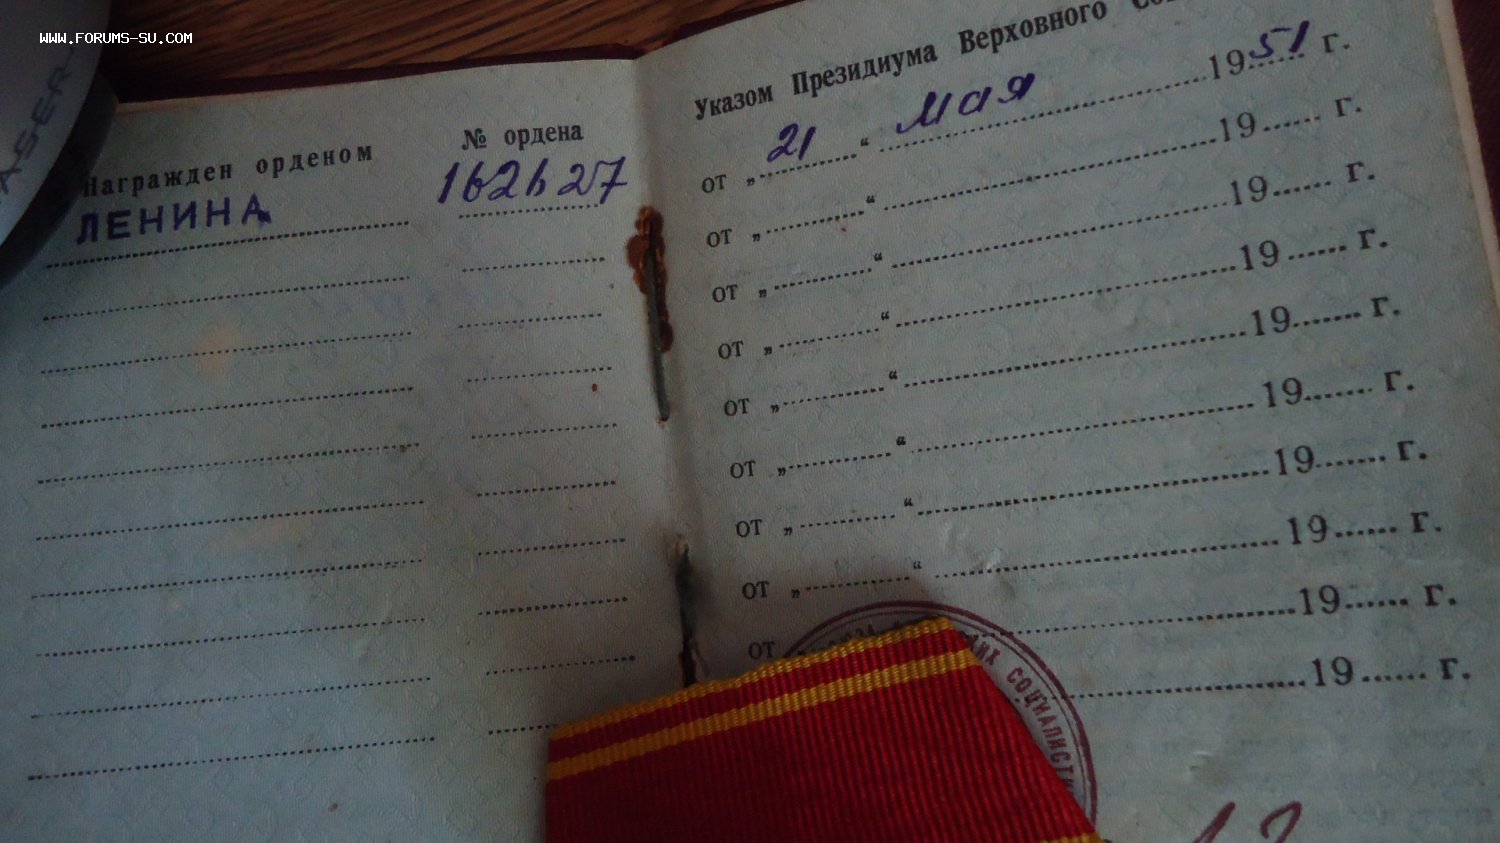 WWW.FORUMS-SU.COM
Награжден орденом № ордена
ЛЕНИНА 162627
Указом Президиума Верховного
от „ 21 “ мая 1951 г.
от „ “ 19 г.
от „ “ 19 г.
от „ “ 19 г.
от „ “ 19 г.
от „ “ 19 г.
от „ “ 19 г.
от „ “ 19 г.
от 19 г.
19 г.